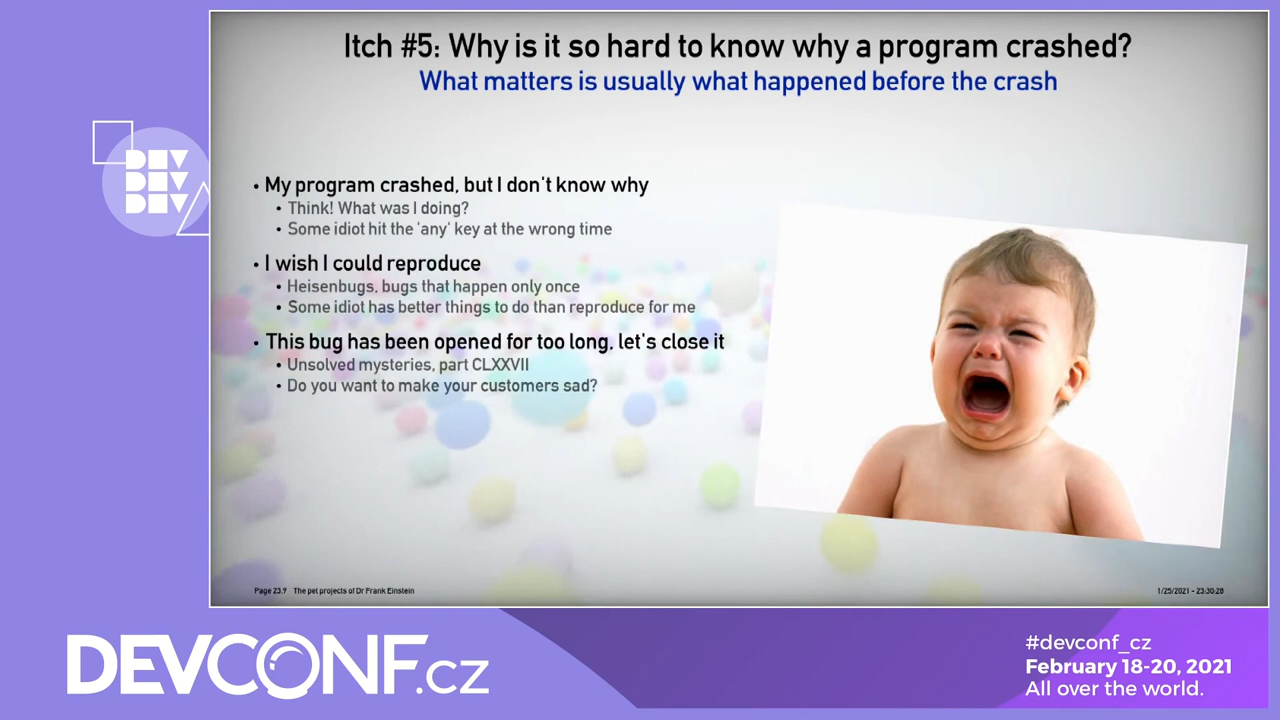 Itch #5: Why is it so hard to know why a program crashed?
What matters is usually what happened before the crash
DEV
DEV
DEV
• My program crashed, but I don't know why
• Think! What was I doing?
• Some idiot hit the 'any' key at the wrong time
• I wish I could reproduce
• Heisenbugs, bugs that happen only once
• Some idiot has better things to do than reproduce for me
• This bug has been opened for too long, let's close it
• Unsolved mysteries, part CLXXVII
• Do you want to make your customers sad?
Page 23.9 The pet projects of Dr Frank Einstein
1/25/2021 - 23:30:28
DEVCONF.cz
#devconf_cz
February 18-20, 2021
All over the world.